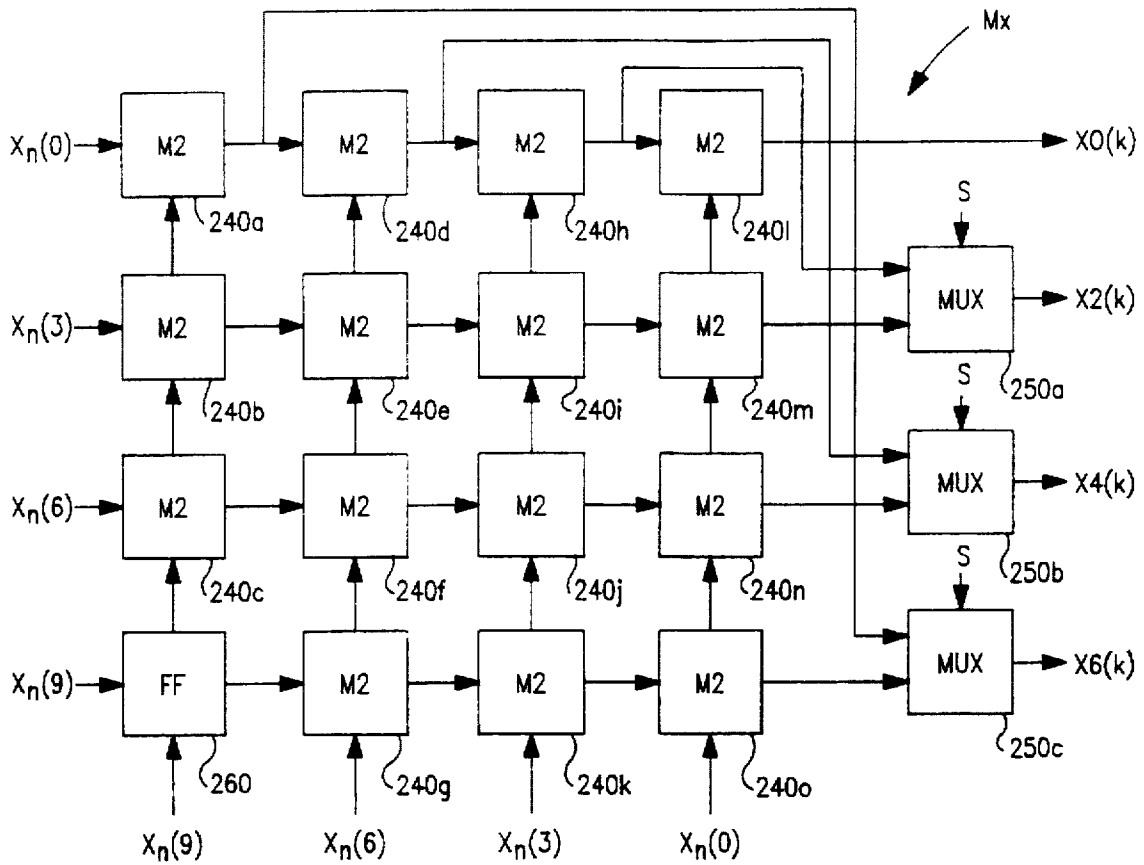 Mx
Xn(0) M2 M2 M2 M2 X0(k)
240a 240d 240h 240l
S
Xn(3) M2 M2 M2 M2 MUX X2(k)
240b 240e 240i 240m 250a
S
Xn(6) M2 M2 M2 M2 MUX X4(k)
240c 240f 240j 240n 250b
S
Xn(9) FF M2 M2 M2 MUX X6(k)
260 240g 240k 240o 250c
Xn(9) Xn(6) Xn(3) Xn(0)